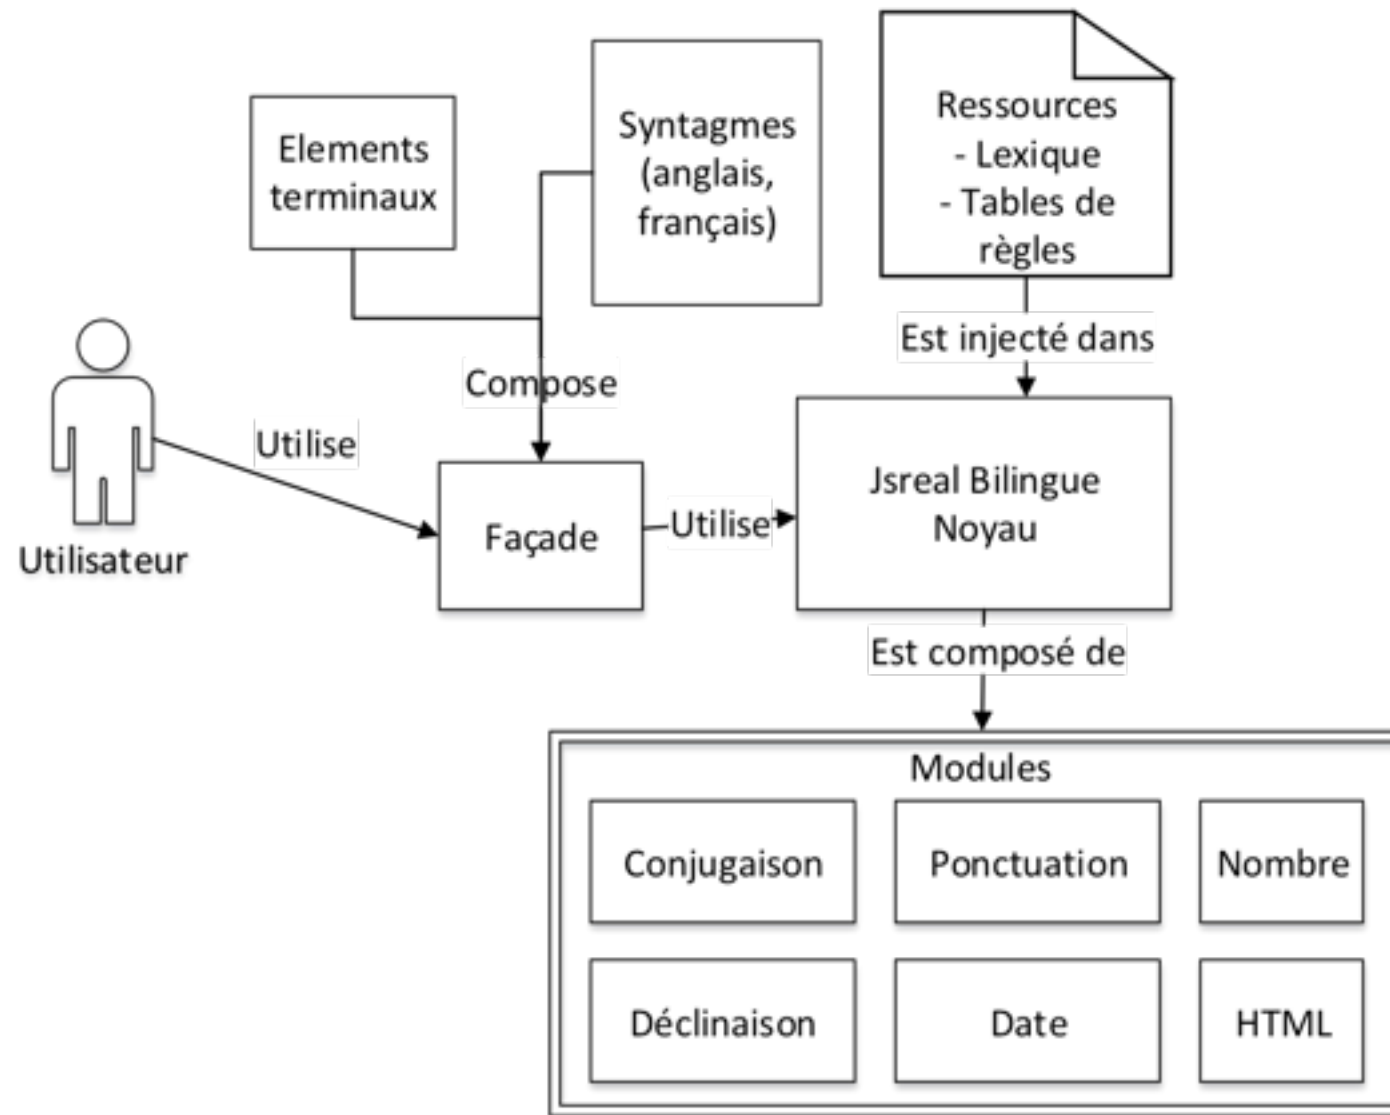 Elements
terminaux
Syntagmes
(anglais,
français)
Ressources
- Lexique
- Tables de
règles
Est injecté dans
Compose
Utilise
Utilisateur
Façade
Utilise
Jsreal Bilingue
Noyau
Est composé de
Modules
Conjugaison
Ponctuation
Nombre
Déclinaison
Date
HTML